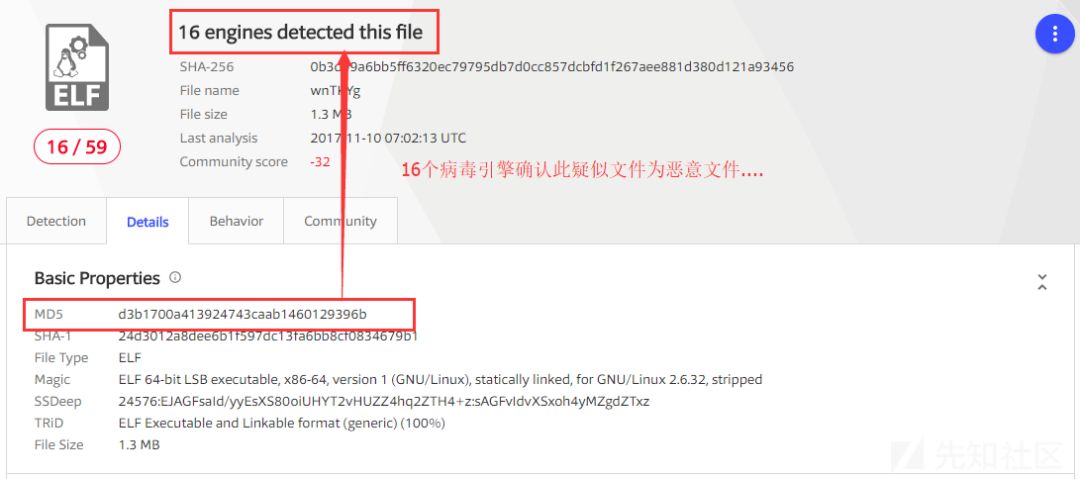 16 engines detected this file
SHA-256 0b3c 9a6bb5ff6320ec79795db7d0cc857dcbfd1f267aee881d380d121a93456
File name wnTKYg
File size 1.3 MB
Last analysis 2017-11-10 07:02:13 UTC
Community score -32
ELF
16 / 59
16个病毒引擎确认此疑似文件为恶意文件....
Detection Details Behavior Community
Basic Properties
MD5 d3b1700a413924743caab1460129396b
SHA-1 24d3012a8dee6b1f597dc13fa6bb8cf0834679b1
File Type ELF
Magic ELF 64-bit LSB executable, x86-64, version 1 (GNU/Linux), statically linked, for GNU/Linux 2.6.32, stripped
SSDeep 24576:EJAGFsaId/yyEsXS80oiUHYT2vHUZZ4hq2ZTH4+z:sAGFvIdvXSxoh4yMZgdZTxz
TRiD ELF Executable and Linkable format (generic) (100%)
File Size 1.3 MB
先知社区